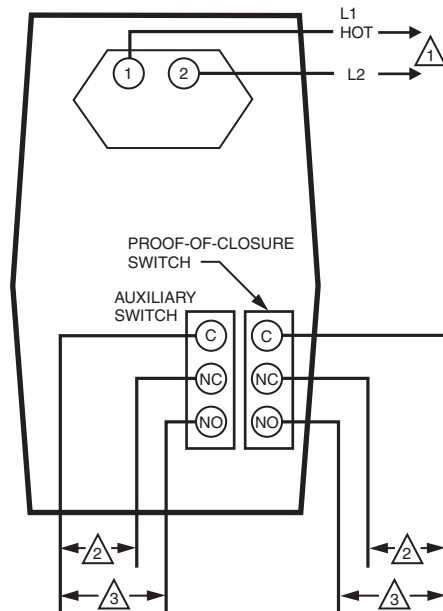 L1
HOT
1
1
2
L2
PROOF-OF-CLOSURE
SWITCH
AUXILIARY
SWITCH
C
C
NC
NC
NO
NO
2
2
3
3